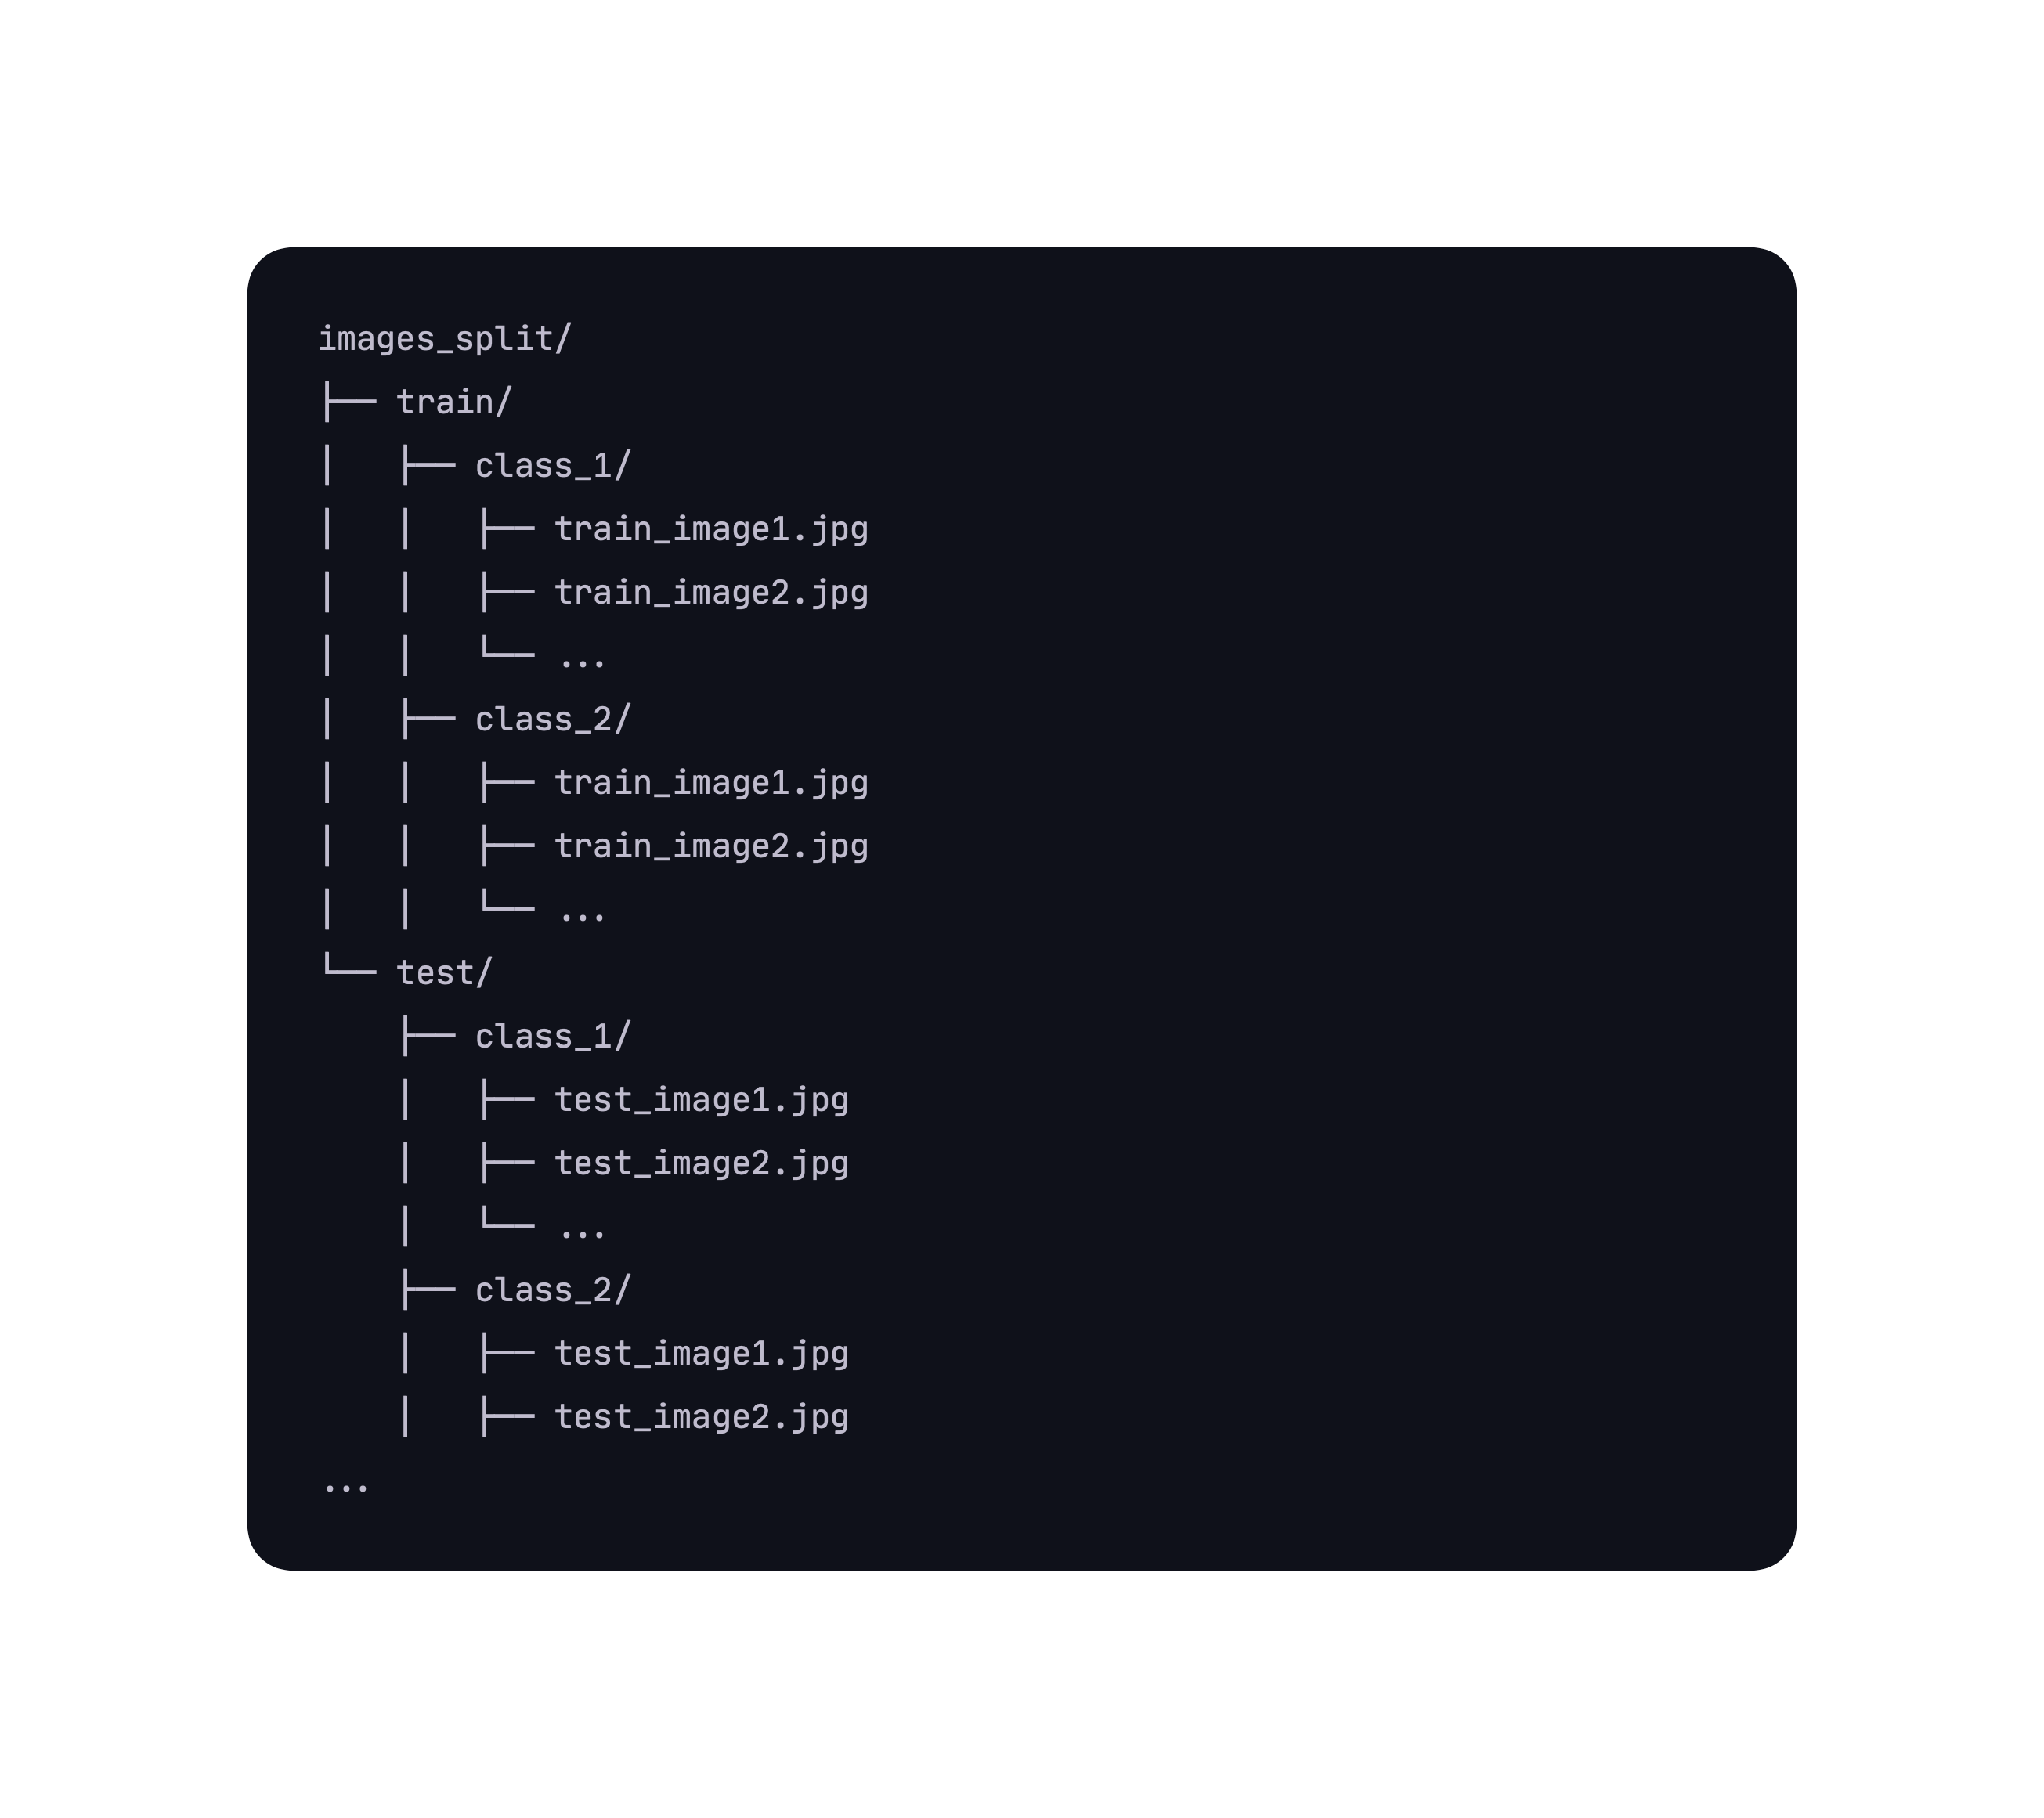 images_split/
├── train/
│   ├── class_1/
│   │   ├── train_image1.jpg
│   │   ├── train_image2.jpg
│   │   └── ...
│   ├── class_2/
│   │   ├── train_image1.jpg
│   │   ├── train_image2.jpg
│   │   └── ...
└── test/
    ├── class_1/
    │   ├── test_image1.jpg
    │   ├── test_image2.jpg
    │   └── ...
    ├── class_2/
    │   ├── test_image1.jpg
    │   ├── test_image2.jpg
...